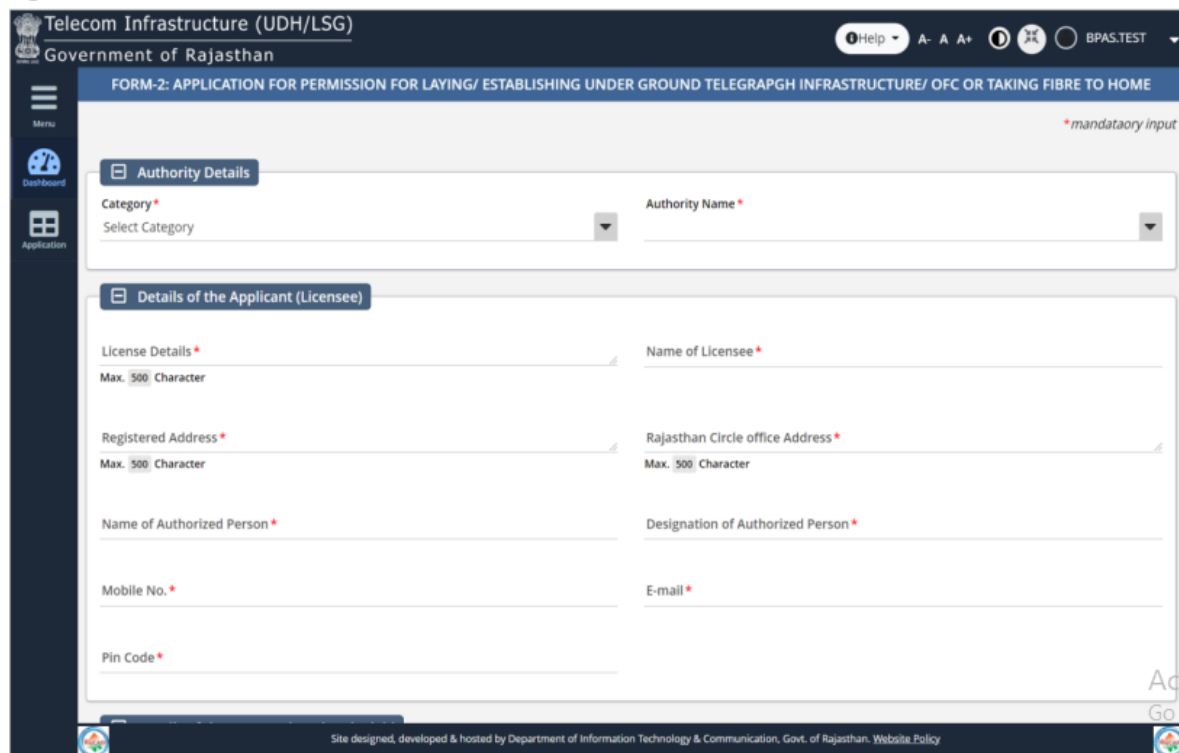 Telecom Infrastructure (UDH/LSG)
Government of Rajasthan
Help A- A A+ BPAS.TEST
Menu
Dashboard
Application
FORM-2: APPLICATION FOR PERMISSION FOR LAYING/ ESTABLISHING UNDER GROUND TELEGRAPGH INFRASTRUCTURE/ OFC OR TAKING FIBRE TO HOME
*mandataory input
Authority Details
Category* Authority Name*
Select Category
Details of the Applicant (Licensee)
License Details* Name of Licensee*
Max. 500 Character
Registered Address* Rajasthan Circle office Address*
Max. 500 Character Max. 500 Character
Name of Authorized Person* Designation of Authorized Person*
Mobile No.* E-mail*
Pin Code*
Go
Site designed, developed & hosted by Department of Information Technology & Communication, Govt. of Rajasthan. Website Policy